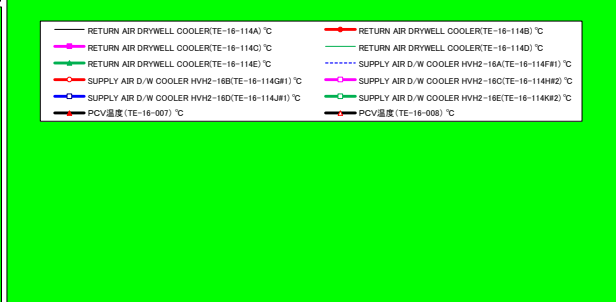 RETURN AIR DRYWELL COOLER(TE-16-114A) ℃ RETURN AIR DRYWELL COOLER(TE-16-114B) ℃
RETURN AIR DRYWELL COOLER(TE-16-114C) ℃ RETURN AIR DRYWELL COOLER(TE-16-114D) ℃
RETURN AIR DRYWELL COOLER(TE-16-114E) ℃ SUPPLY AIR D/W COOLER HVH2-16A(TE-16-114F#1) ℃
SUPPLY AIR D/W COOLER HVH2-16B(TE-16-114G#1) ℃ SUPPLY AIR D/W COOLER HVH2-16C(TE-16-114H#2) ℃
SUPPLY AIR D/W COOLER HVH2-16D(TE-16-114J#1) ℃ SUPPLY AIR D/W COOLER HVH2-16E(TE-16-114K#2) ℃
PCV温度(TE-16-007) ℃ PCV温度(TE-16-008) ℃